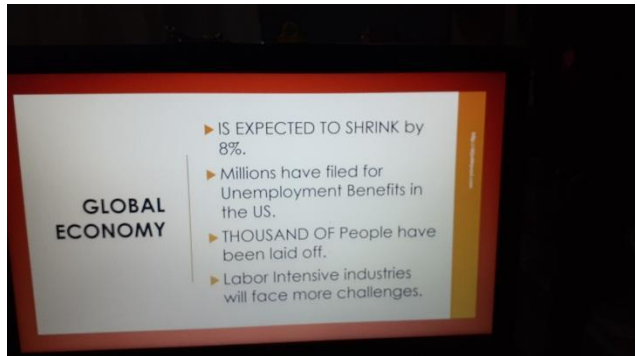 GLOBAL
ECONOMY
IS EXPECTED TO SHRINK by
8%.
Millions have filed for
Unemployment Benefits in
the US.
THOUSAND OF People have
been laid off.
Labor Intensive industries
will face more challenges.